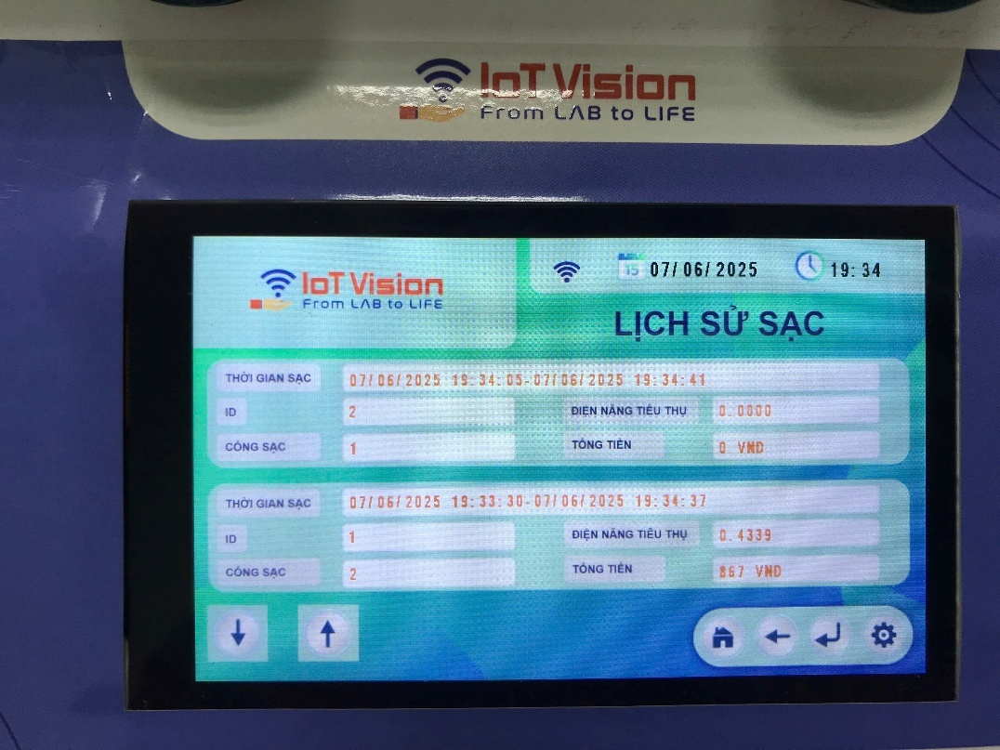 IoT Vision
From LAB to LIFE
IoT Vision
From LAB to LIFE
15
07/06/2025
19:34
LỊCH SỬ SẠC
THỜI GIAN SẠC 07/06/2025 19:34:05-07/06/2025 19:34:41
ID 2 ĐIỆN NĂNG TIÊU THỤ 0.0000
CỔNG SẠC 1 TỔNG TIỀN 0 VND
THỜI GIAN SẠC 07/06/2025 19:33:30-07/06/2025 19:34:37
ID 1 ĐIỆN NĂNG TIÊU THỤ 0.4339
CỔNG SẠC 2 TỔNG TIỀN 867 VND